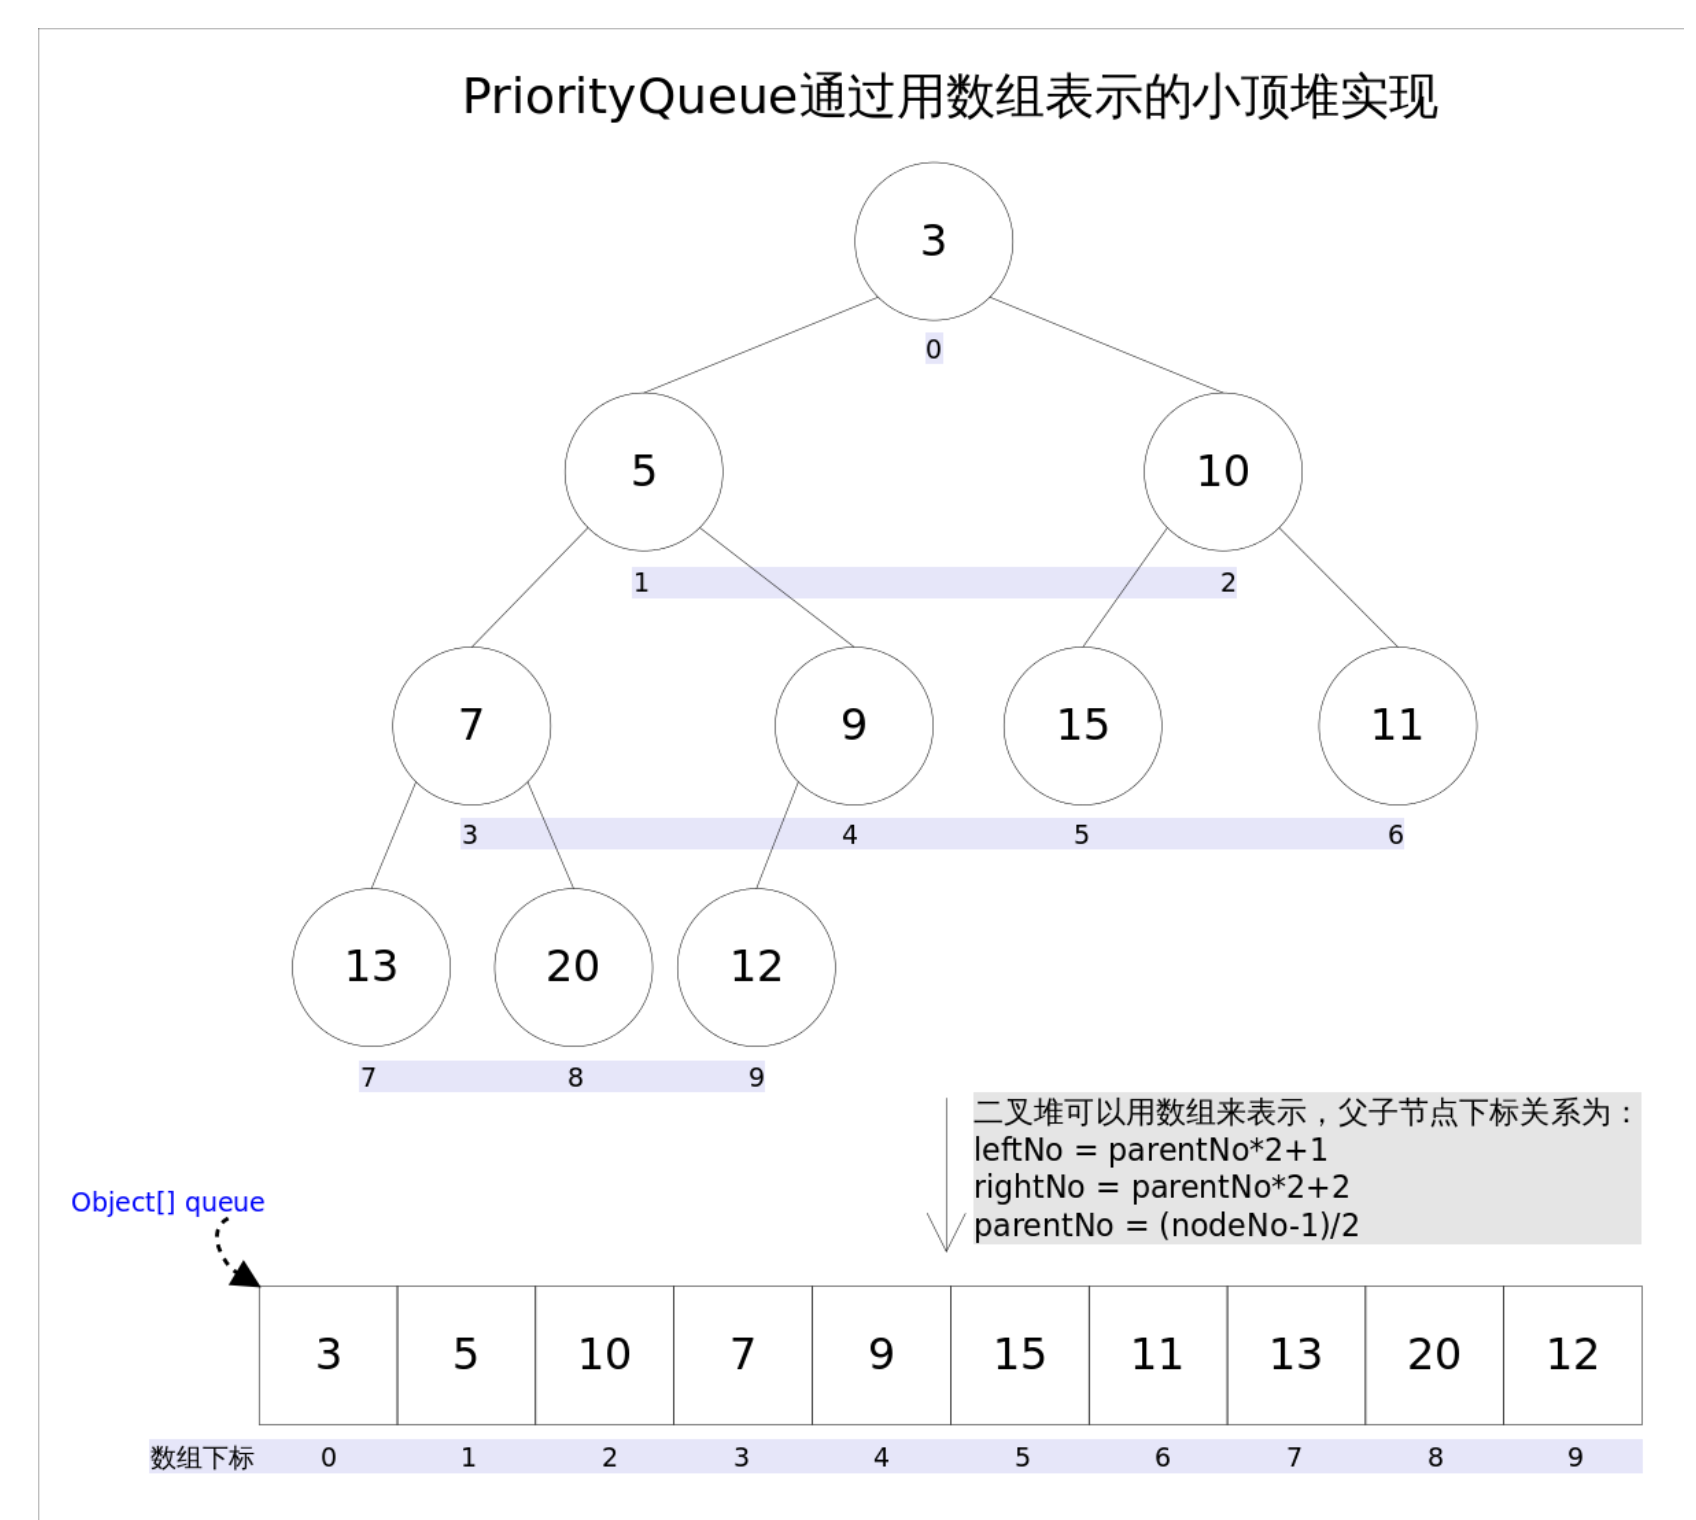 PriorityQueue通过用数组表示的小顶堆实现
3
0
5
10
1 2
7 9 15 11
3 4 5 6
13 20 12
7 8 9
二叉堆可以用数组来表示，父子节点下标关系为：
leftNo = parentNo*2+1
rightNo = parentNo*2+2
parentNo = (nodeNo-1)/2
Object[] queue
3 5 10 7 9 15 11 13 20 12
数组下标 0 1 2 3 4 5 6 7 8 9